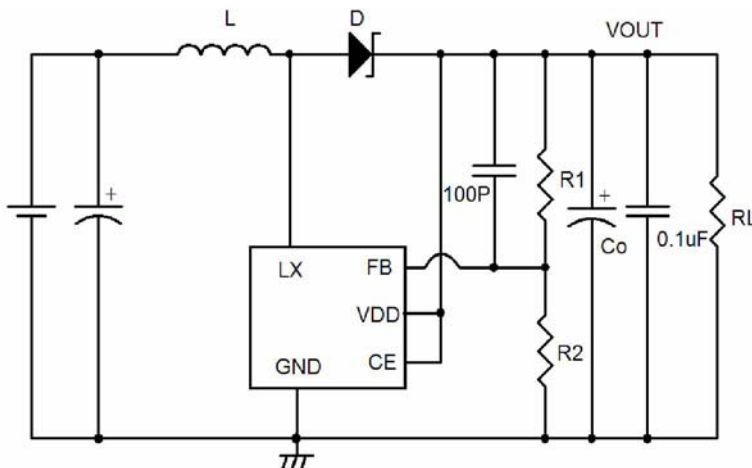 L
D
VOUT
+
100P
R1
+
Co
0.1uF
RL
LX
FB
VDD
CE
GND
R2